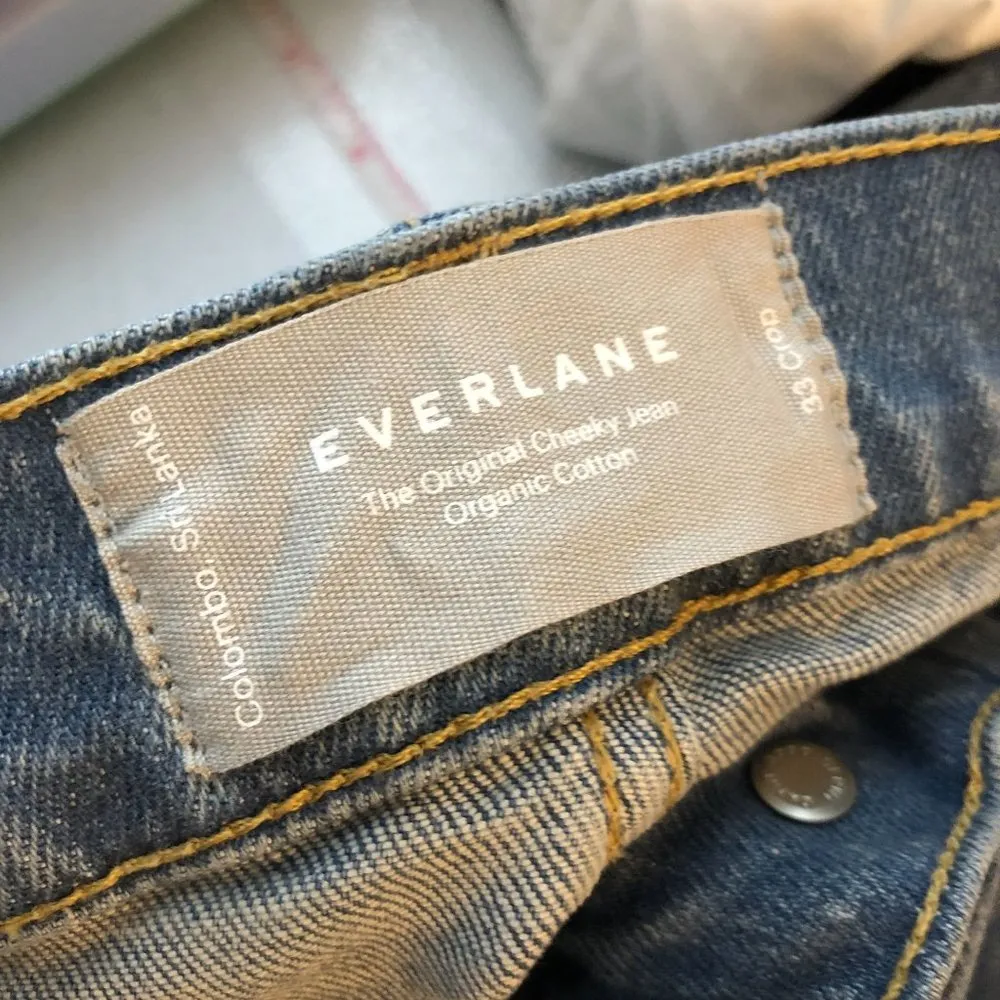 EVERLANE
The Original Cheeky Jean
Organic Cotton
Colombo Sri Lanka
33 Crop